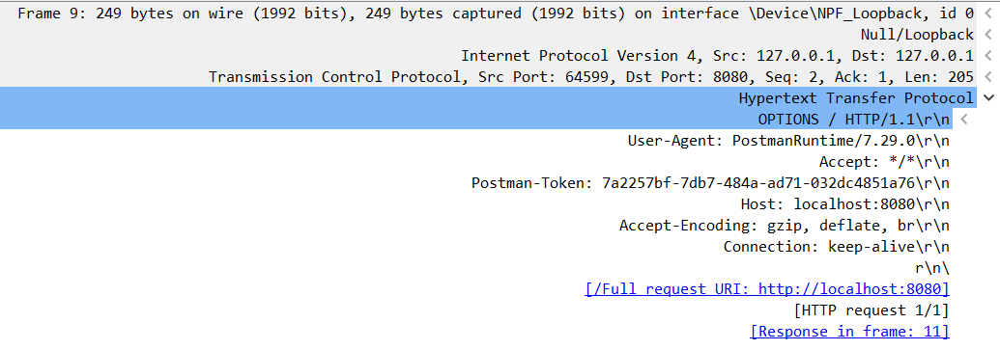 Frame 9: 249 bytes on wire (1992 bits), 249 bytes captured (1992 bits) on interface \Device\NPF_Loopback, id 0
Null/Loopback
Internet Protocol Version 4, Src: 127.0.0.1, Dst: 127.0.0.1
Transmission Control Protocol, Src Port: 64599, Dst Port: 8080, Seq: 2, Ack: 1, Len: 205
Hypertext Transfer Protocol
OPTIONS / HTTP/1.1\r\n
User-Agent: PostmanRuntime/7.29.0\r\n
Accept: */*\r\n
Postman-Token: 7a2257bf-7db7-484a-ad71-032dc4851a76\r\n
Host: localhost:8080\r\n
Accept-Encoding: gzip, deflate, br\r\n
Connection: keep-alive\r\n
r\n\
[/Full request URI: http://localhost:8080]
[HTTP request 1/1]
[Response in frame: 11]